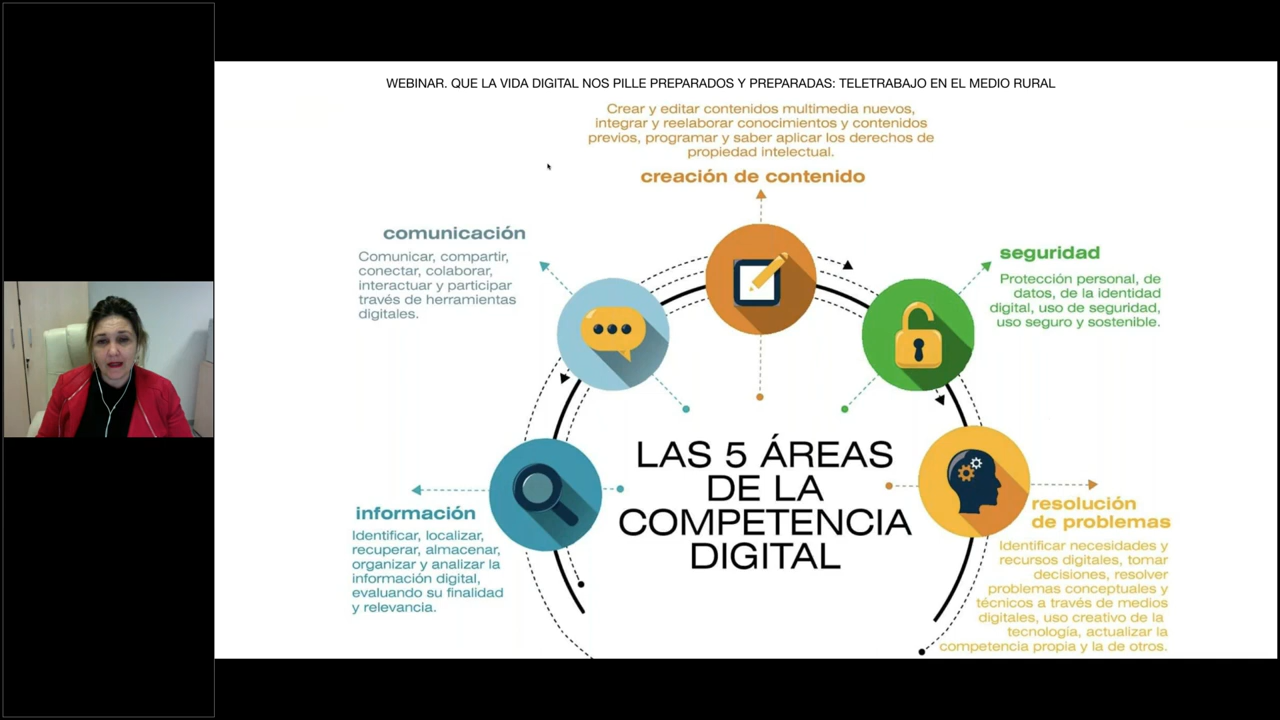 WEBINAR. QUE LA VIDA DIGITAL NOS PILLE PREPARADOS Y PREPARADAS: TELETRABAJO EN EL MEDIO RURAL
Crear y editar contenidos multimedia nuevos,
integrar y reelaborar conocimientos y contenidos
previos, programar y saber aplicar los derechos de
propiedad intelectual.
creación de contenido
comunicación
Comunicar, compartir,
conectar, colaborar,
interactuar y participar
través de herramientas
digitales.
seguridad
Protección personal, de
datos, de la identidad
digital, uso de seguridad,
uso seguro y sostenible.
LAS 5 ÁREAS
DE LA
COMPETENCIA
DIGITAL
información
Identificar, localizar,
recuperar, almacenar,
organizar y analizar la
información digital,
evaluando su finalidad
y relevancia.
resolución
de problemas
Identificar necesidades y
recursos digitales, tomar
decisiones, resolver
problemas conceptuales y
técnicos a través de medios
digitales, uso creativo de la
tecnología, actualizar la
competencia propia y la de otros.